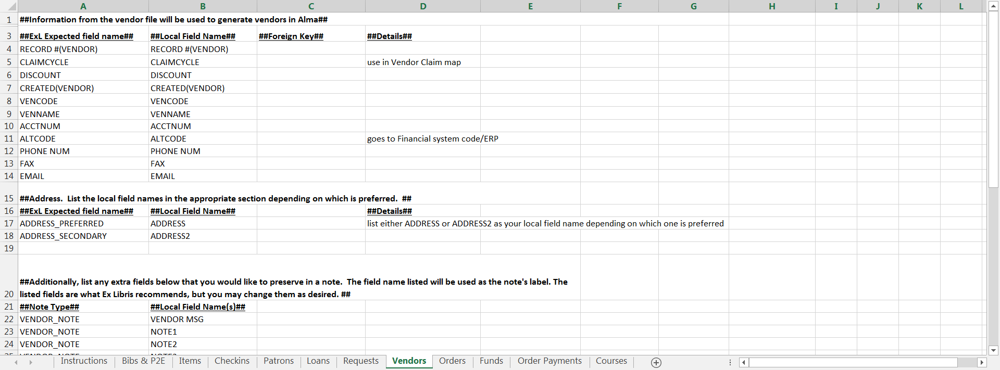 A B C D E F G H I J K L
1 ##Information from the vendor file will be used to generate vendors in Alma##
3 ##ExL Expected field name## ##Local Field Name## ##Foreign Key## ##Details##
4 RECORD #(VENDOR) RECORD #(VENDOR)
5 CLAIMCYCLE CLAIMCYCLE use in Vendor Claim map
6 DISCOUNT DISCOUNT
7 CREATED(VENDOR) CREATED(VENDOR)
8 VENCODE VENCODE
9 VENNAME VENNAME
10 ACCTNUM ACCTNUM
11 ALTCODE ALTCODE goes to Financial system code/ERP
12 PHONE NUM PHONE NUM
13 FAX FAX
14 EMAIL EMAIL
15 ##Address.  List the local field names in the appropriate section depending on which is preferred.  ##
16 ##ExL Expected field name## ##Local Field Name## ##Details##
17 ADDRESS_PREFERRED ADDRESS list either ADDRESS or ADDRESS2 as your local field name depending on which one is preferred
18 ADDRESS_SECONDARY ADDRESS2
19
##Additionally, list any extra fields below that you would like to preserve in a note.  The field name listed will be used as the note's label. The
20 listed fields are what Ex Libris recommends, but you may change them as desired. ##
21 ##Note Type## ##Local Field Name(s)##
22 VENDOR_NOTE VENDOR MSG
23 VENDOR_NOTE NOTE1
24 VENDOR_NOTE NOTE2
Instructions Bibs & P2E Items Checkins Patrons Loans Requests Vendors Orders Funds Order Payments Courses